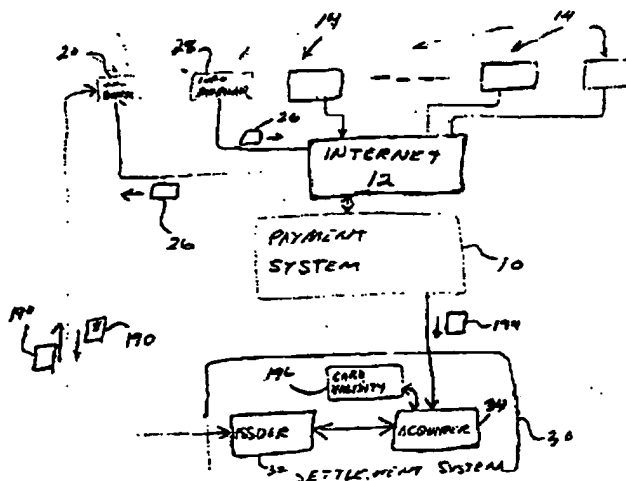 20
28
14
14
26
INTERNET
12
26
PAYMENT
SYSTEM
10
190
194
196
CARD
34
ISSUER
ACQUIRER
30
32
SETTLEMENT SYSTEM